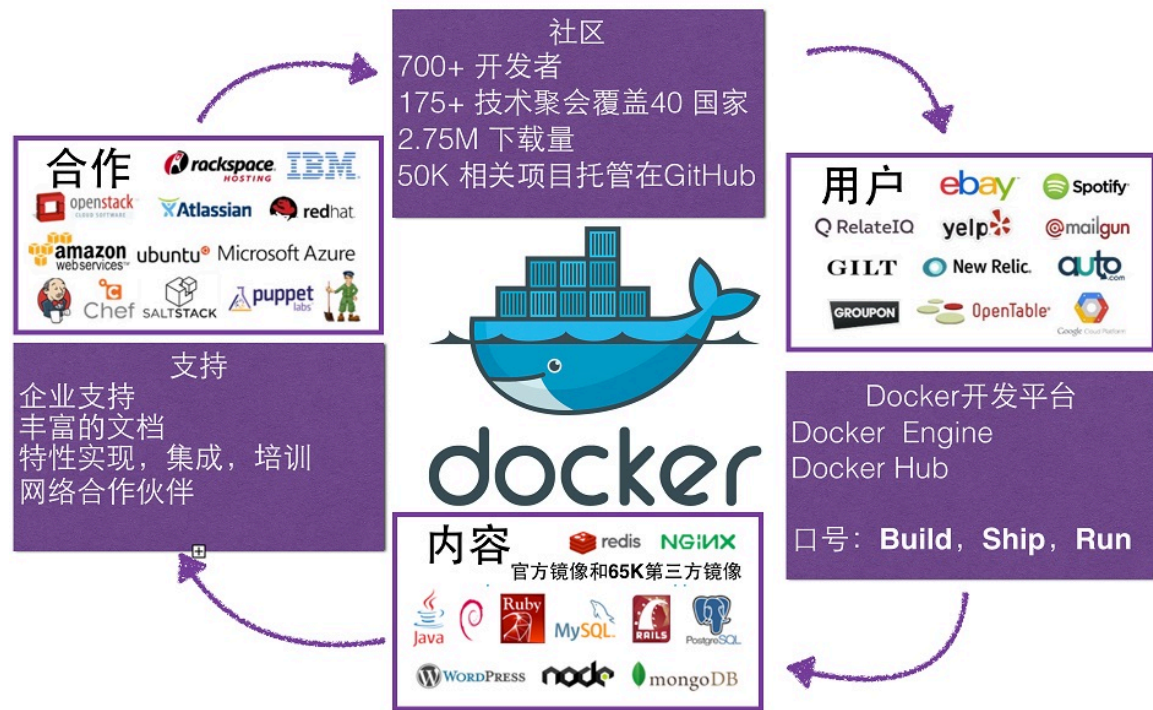 社区
700+ 开发者
175+ 技术聚会覆盖40 国家
2.75M 下载量
50K 相关项目托管在GitHub
合作
rackspace.
HOSTING
IBM.
openstack
CLOUD SOFTWARE
Atlassian
redhat.
amazon
webservices™
ubuntu
Microsoft Azure
Chef
SALTSTACK
puppet
labs
用户
ebay
Spotify
RelateIQ
yelp
@mailgun
GILT
New Relic.
auto
.com
GROUPON
OpenTable
Google Cloud Platform
支持
企业支持
丰富的文档
特性实现，集成，培训
网络合作伙伴
docker
Docker开发平台
Docker Engine
Docker Hub
口号：Build，Ship，Run
内容
redis
NGINX
官方镜像和65K第三方镜像
Java
Ruby
MySQL.
RAILS
PostgreSQL
WORDPRESS
node
mongoDB